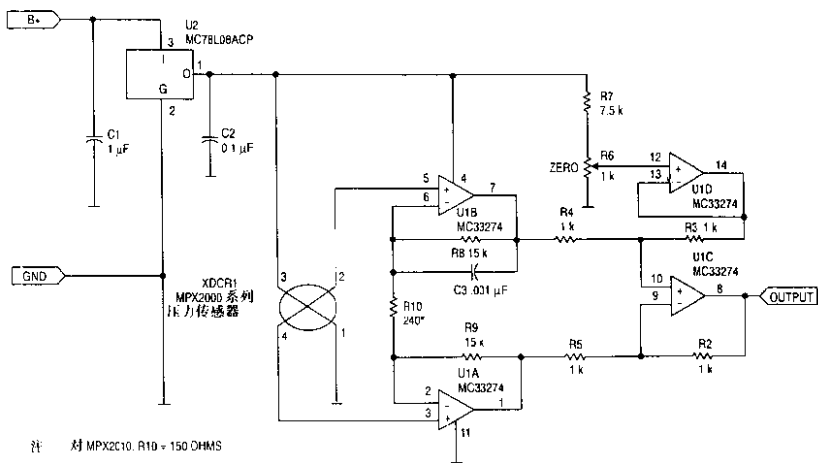 B+
U2
MC78L08ACP
3
I
O
1
G
2
C1
1 µF
C2
0.1 µF
R7
7.5 k
R6
1 k
ZERO
12
13
14
U1D
MC33274
5
6
4
7
U1B
MC33274
R4
1 k
R3 1 k
R8 15 k
C3 .001 µF
U1C
MC33274
10
9
8
OUTPUT
GND
XDCR1
MPX2000 系列
压力传感器
3
2
4
1
R10
240*
R9
15 k
R5
1 k
R2
1 k
U1A
MC33274
2
3
1
11
注 对 MPX2010, R10 = 150 OHMS